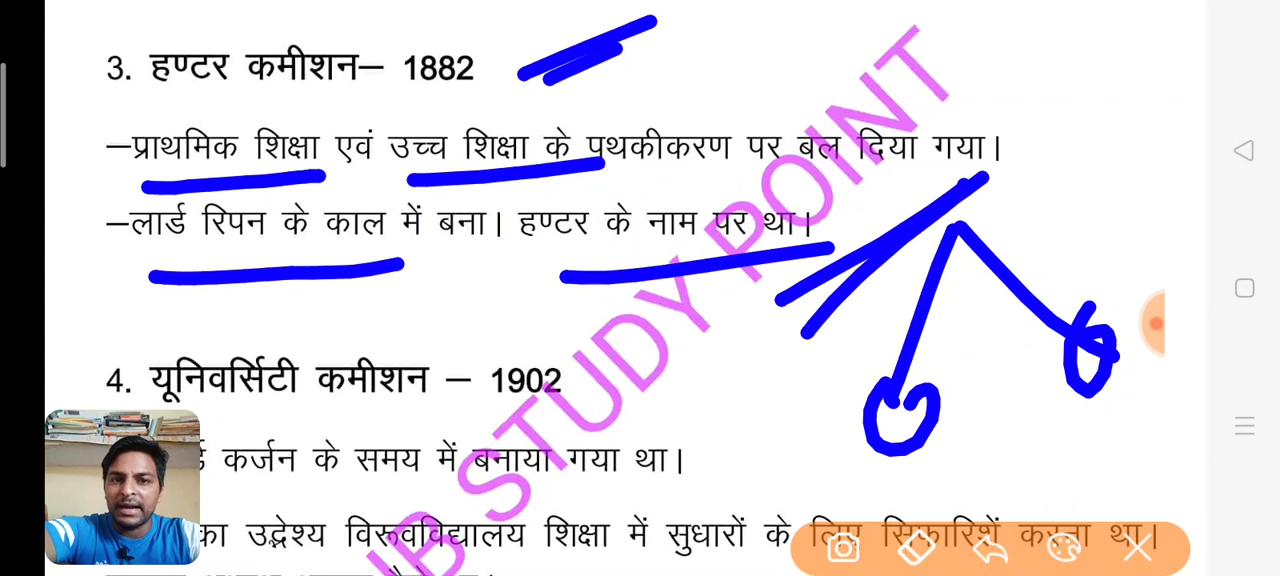 3. हण्टर कमीशन– 1882
–प्राथमिक शिक्षा एवं उच्च शिक्षा के पथकीकरण पर बल दिया गया।
–लार्ड रिपन के काल में बना। हण्टर के नाम पर था।
4. यूनिवर्सिटी कमीशन – 1902
कर्जन के समय में बनाया गया था।
का उद्देश्य विश्वविद्यालय शिक्षा में सुधारों के लिए सिफारिशें करना था।
IB STUDY POINT